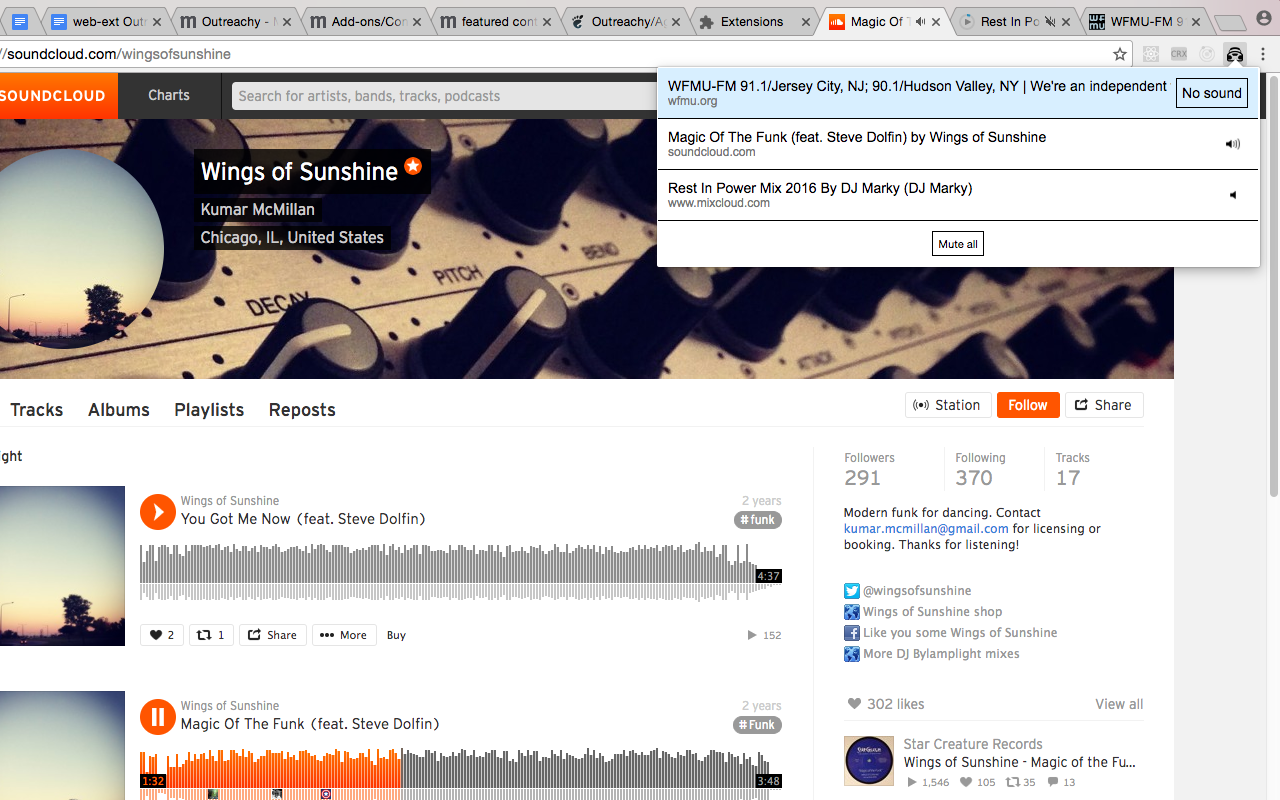 web-ext Outr
Outreachy -
Add-ons/Con
featured cont
Outreachy/Ap
Extensions
Magic Of T
Rest In Po
WFMU-FM 9
//soundcloud.com/wingsofsunshine
CRX
SOUNDCLOUD
Charts
Search for artists, bands, tracks, podcasts
WFMU-FM 91.1/Jersey City, NJ; 90.1/Hudson Valley, NY | We're an independent
wfmu.org
No sound
Magic Of The Funk (feat. Steve Dolfin) by Wings of Sunshine
soundcloud.com
Rest In Power Mix 2016 By DJ Marky (DJ Marky)
www.mixcloud.com
Mute all
Wings of Sunshine
Kumar McMillan
Chicago, IL, United States
DECAY
PITCH
BEND
ATTACK
Tracks
Albums
Playlists
Reposts
Station
Follow
Share
ght
Followers
291
Following
370
Tracks
17
Modern funk for dancing. Contact
kumar.mcmillan@gmail.com for licensing or
booking. Thanks for listening!
Wings of Sunshine
You Got Me Now (feat. Steve Dolfin)
2 years
# funk
4:37
2
1
Share
More
Buy
152
@wingsofsunshine
Wings of Sunshine shop
Like you some Wings of Sunshine
More DJ Bylamplight mixes
Wings of Sunshine
Magic Of The Funk (feat. Steve Dolfin)
2 years
# Funk
1:32
3:48
302 likes
View all
Star Creature Records
Wings of Sunshine - Magic of the Fu...
1,546
105
35
13